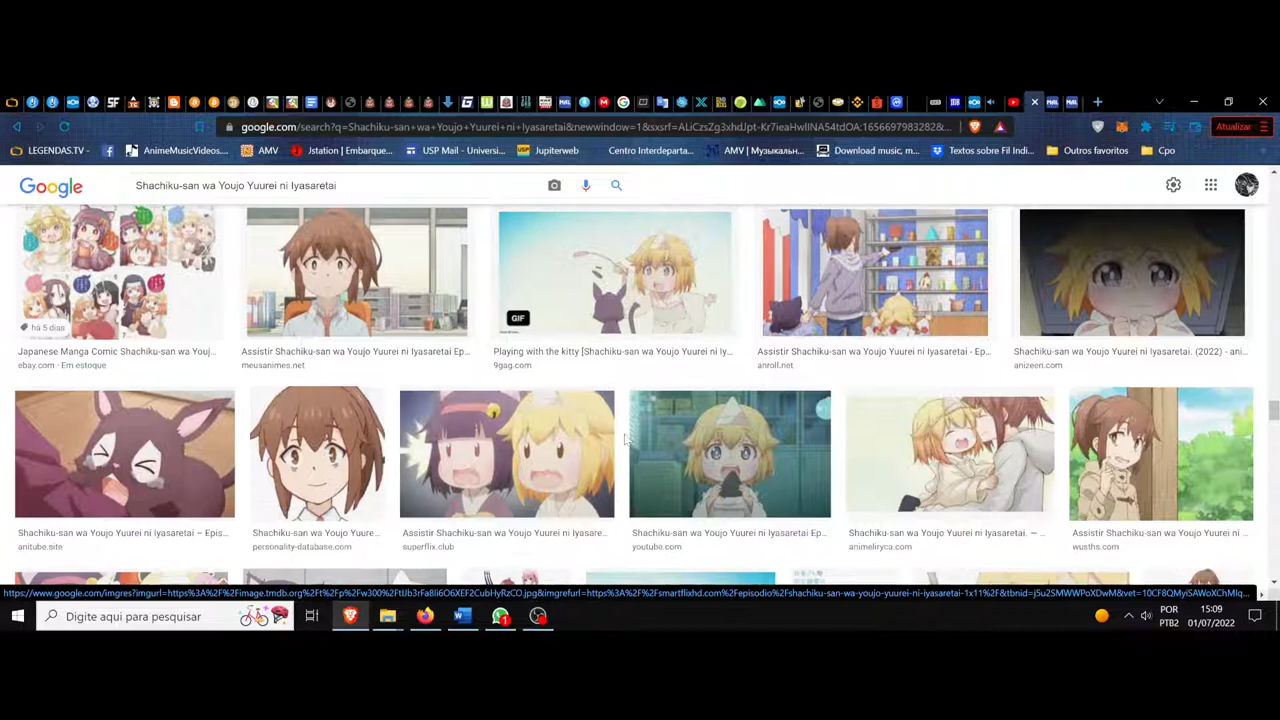 google.com/search?q=Shachiku-san+wa+Youjo+Yuurei+ni+Iyasaretai&newwindow=1&sxsrf=ALiCzsZg3xhdJpt-Kr7ieaHwlINA54tdOA:1656697983282&...
Atualizar
LEGENDAS.TV
AnimeMusicVideos...
AMV
Jstation | Embarque...
USP Mail - Universi...
Jupiterweb
Centro Interdeparta...
AMV | Музыкальн...
Download music, m...
Textos sobre Fil Indi...
Outros favoritos
Cpo
Google
Shachiku-san wa Youjo Yuurei ni Iyasaretai
há 5 dias
GIF
Japanese Manga Comic Shachiku-san wa Youj...
Assistir Shachiku-san wa Youjo Yuurei ni Iyasaretai Ep...
Playing with the kitty [Shachiku-san wa Youjo Yuurei ni Iy...
Assistir Shachiku-san wa Youjo Yuurei ni Iyasaretai - Ep...
Shachiku-san wa Youjo Yuurei ni Iyasaretai. (2022) - ani...
ebay.com · Em estoque
meusanimes.net
9gag.com
anroll.net
anizeen.com
Shachiku-san wa Youjo Yuurei ni Iyasaretai – Epis...
Shachiku-san wa Youjo Yuure...
Assistir Shachiku-san wa Youjo Yuurei ni Iyasare...
Shachiku-san wa Youjo Yuurei ni Iyasaretai Ep...
Shachiku-san wa Youjo Yuurei ni Iyasaretai. — ...
Assistir Shachiku-san wa Youjo Yuurei ni ...
anitube.site
personality-database.com
superflix.club
youtube.com
animeliryca.com
wusths.com
Digite aqui para pesquisar
1
POR
PTB2
15:09
01/07/2022